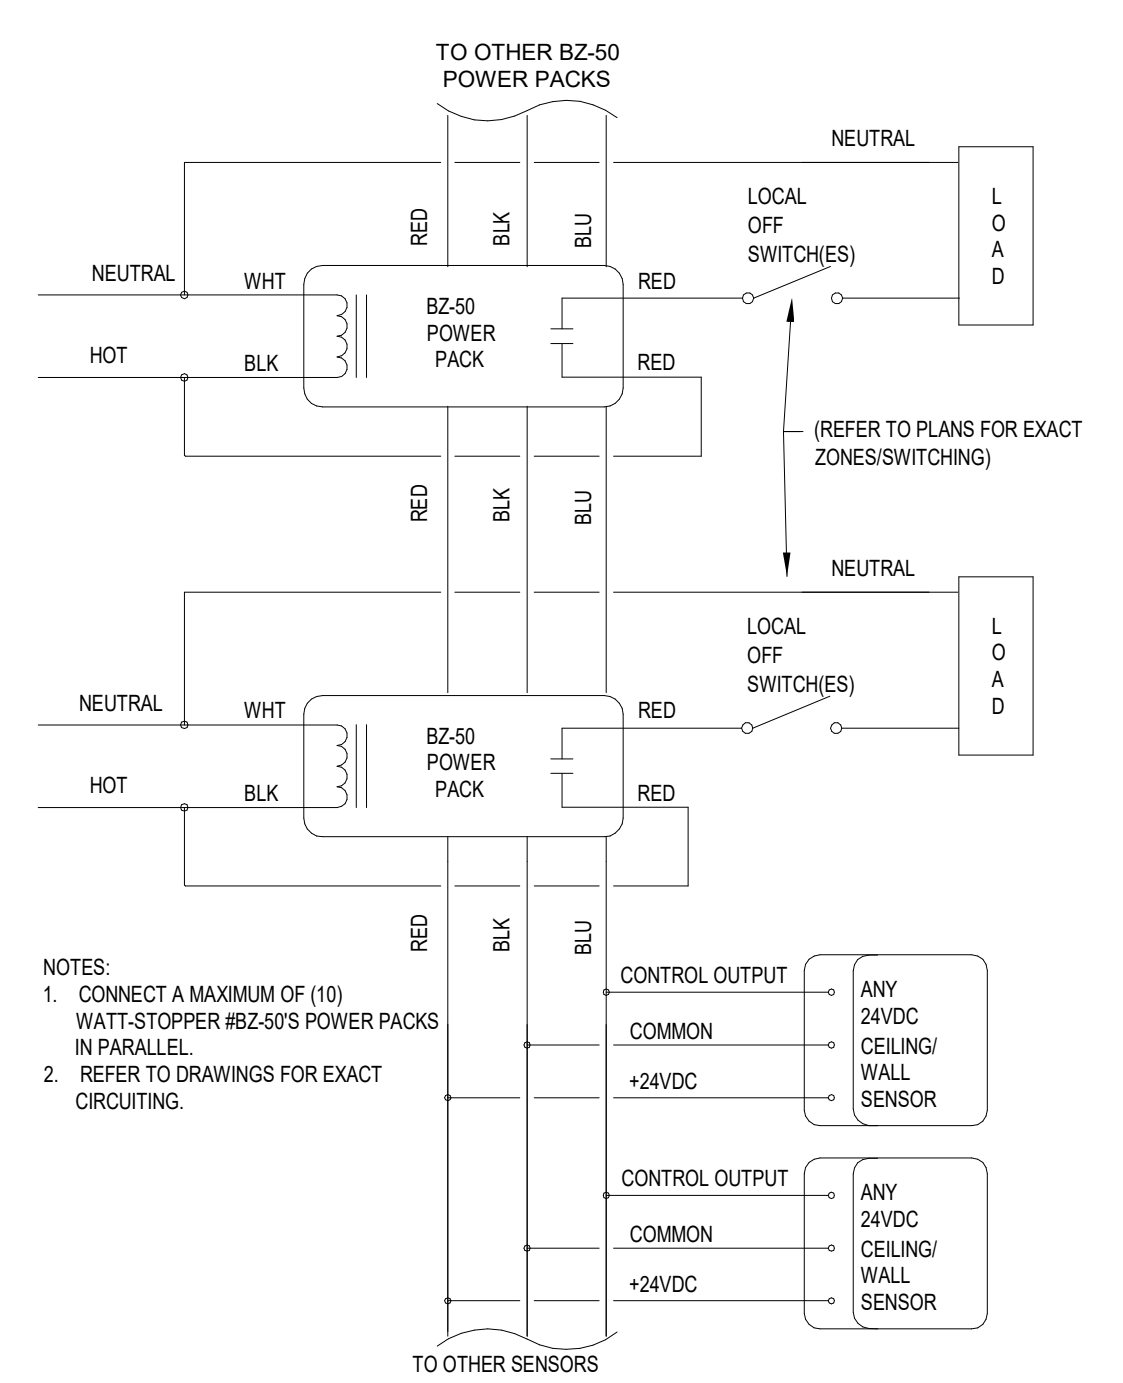 TO OTHER BZ-50
POWER PACKS
NEUTRAL
L
O
A
D
LOCAL
OFF
SWITCH(ES)
RED
BLK
BLU
NEUTRAL
WHT
BZ-50
POWER
PACK
RED
HOT
BLK
RED
(REFER TO PLANS FOR EXACT
ZONES/SWITCHING)
RED
BLK
BLU
NEUTRAL
L
O
A
D
LOCAL
OFF
SWITCH(ES)
NEUTRAL
WHT
BZ-50
POWER
PACK
RED
HOT
BLK
RED
RED
BLK
BLU
NOTES:
1. CONNECT A MAXIMUM OF (10)
WATT-STOPPER #BZ-50'S POWER PACKS
IN PARALLEL.
2. REFER TO DRAWINGS FOR EXACT
CIRCUITING.
CONTROL OUTPUT
COMMON
+24VDC
ANY
24VDC
CEILING/
WALL
SENSOR
CONTROL OUTPUT
COMMON
+24VDC
ANY
24VDC
CEILING/
WALL
SENSOR
TO OTHER SENSORS